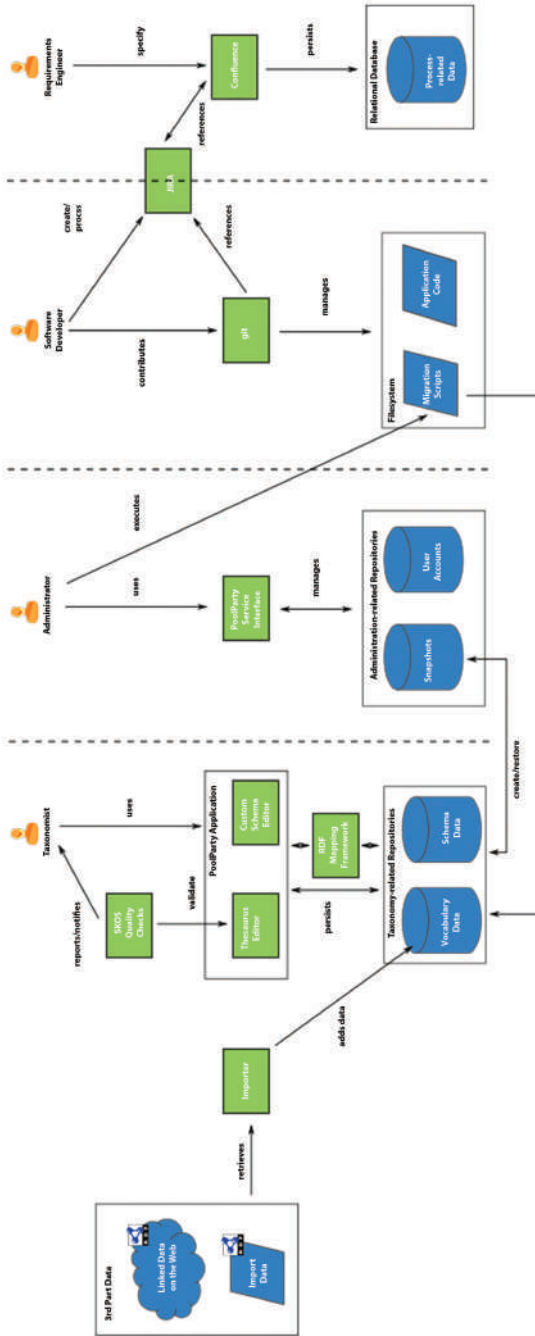 3rd Part Data
Linked Data
on the Web
Import
Data
retrieves
Importer
adds data
Taxonomist
reports/notifies
SKOS
Quality
Checks
uses
validate
PoolParty Application
Thesaurus
Editor
Custom
Schema
Editor
persists
RDF
Mapping
Framework
Taxonomy-related Repositories
Vocabulary
Data
Schema
Data
create/restore
Administrator
uses
executes
PoolParty
Service
Interface
manages
Administration-related Repositories
Snapshots
User
Accounts
Software
Developer
create/
procss
contributes
git
references
manages
Filesystem
Migration
Scripts
Application
Code
JIRA
Requirements
Engineer
specify
references
Confluence
persists
Relational Database
Process-
related
Data